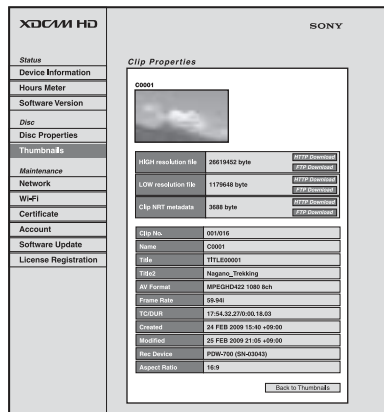 XDCAM HD
SONY
Status
Device Information
Hours Meter
Software Version
Disc
Disc Properties
Thumbnails
Maintenance
Network
Wi-Fi
Certificate
Account
Software Update
License Registration
Clip Properties
C0001
HIGH resolution file 26619452 byte HTTP Download
FTP Download
LOW resolution file 1179648 byte HTTP Download
FTP Download
Clip NRT metadata 3688 byte HTTP Download
FTP Download
Clip No. 001/016
Name C0001
Title TITLE00001
Title2 Nagano_Trekking
AV Format MPEGHD422 1080 8ch
Frame Rate 59.94i
TC/DUR 17:54.32.27/0:00.18.03
Created 24 FEB 2009 15:40 +09:00
Modified 25 FEB 2009 21:05 +09:00
Rec Device PDW-700 (SN-03043)
Aspect Ratio 16:9
Back to Thumbnails